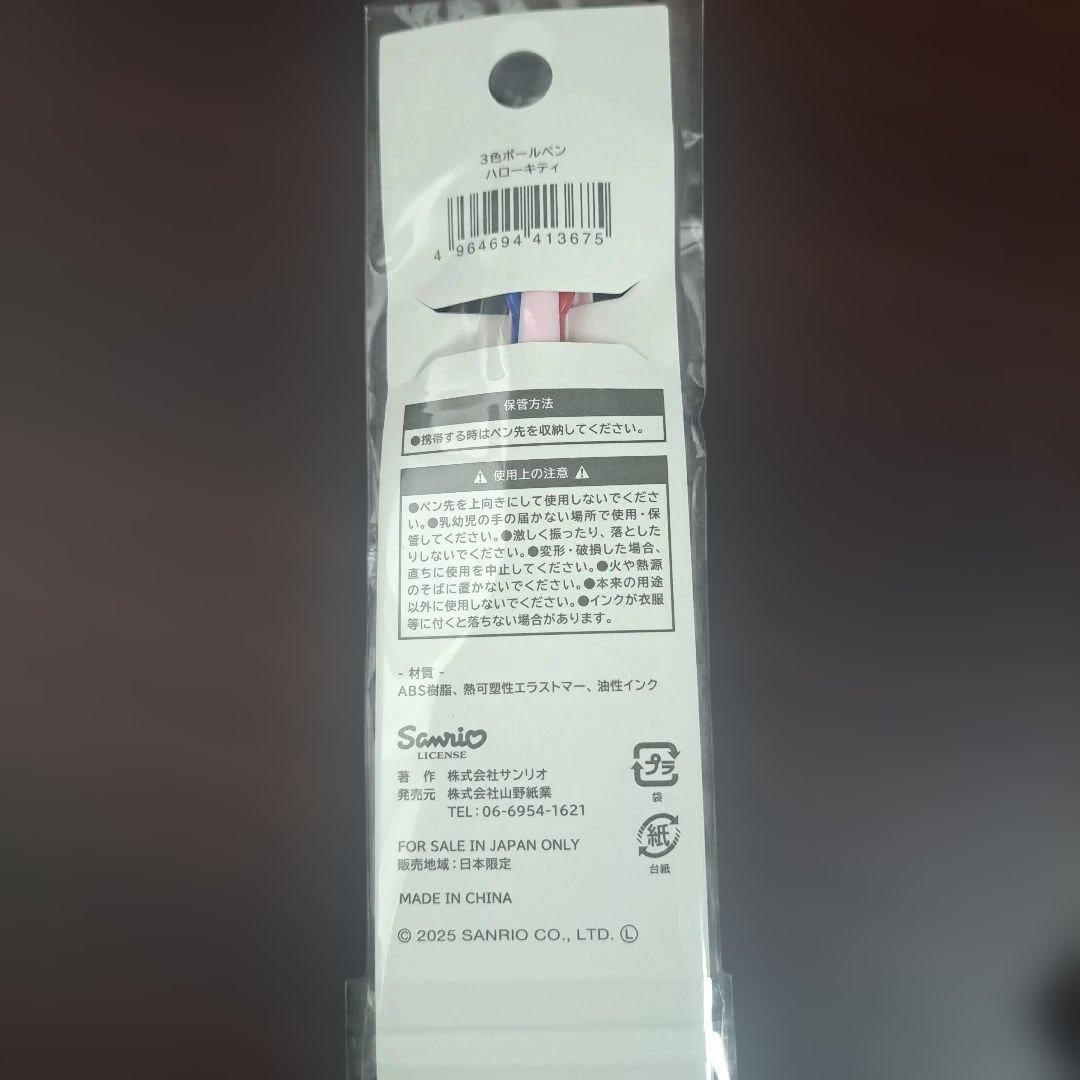 3色ボールペン
ハローキティ
4 964694 413675
保管方法
●携帯する時はペン先を収納してください。
⚠ 使用上の注意 ⚠
●ペン先を上向きにして使用しないでくださ
い。●乳幼児の手の届かない場所で使用・保
管してください。●激しく振ったり、落とした
りしないでください。●変形・破損した場合、
直ちに使用を中止してください。●火や熱源
のそばに置かないでください。●本来の用途
以外に使用しないでください。●インクが衣服
等に付くと落ちない場合があります。
- 材質 -
ABS樹脂、熱可塑性エラストマー、油性インク
Sanrio
LICENSE
著 作 株式会社サンリオ
発売元 株式会社山野紙業
TEL：06-6954-1621
プラ
袋
紙
台紙
FOR SALE IN JAPAN ONLY
販売地域：日本限定
MADE IN CHINA
© 2025 SANRIO CO., LTD. Ⓛ